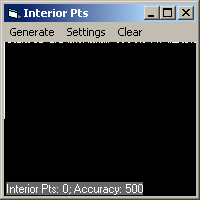 Interior Pts
Generate Settings Clear
Interior Pts: 0; Accuracy: 500